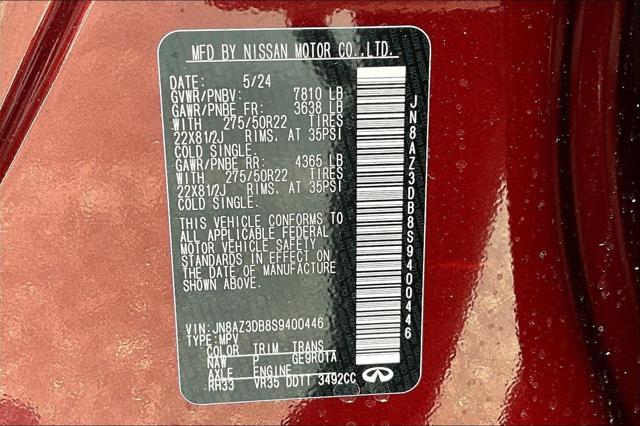 MFD BY NISSAN MOTOR CO.,LTD.
DATE: 5/24
GVWR/PNBV: 7810 LB
GAWR/PNBE FR: 3638 LB
WITH 275/50R22 TIRES
22X81/2J RIMS, AT 35PSI
COLD SINGLE.
GAWR/PNBE RR: 4365 LB
WITH 275/50R22 TIRES
22X81/2J RIMS, AT 35PSI
COLD SINGLE.
THIS VEHICLE CONFORMS TO
ALL APPLICABLE FEDERAL
MOTOR VEHICLE SAFETY
STANDARDS IN EFFECT ON
THE DATE OF MANUFACTURE
SHOWN ABOVE.
VIN: JN8AZ3DB8S9400446
TYPE: MPV
COLOR TRIM TRANS
NAW P GE9R01A
AXLE ENGINE
RH33 VR35 DDTT 3492CC
JN8AZ3DB8S9400446